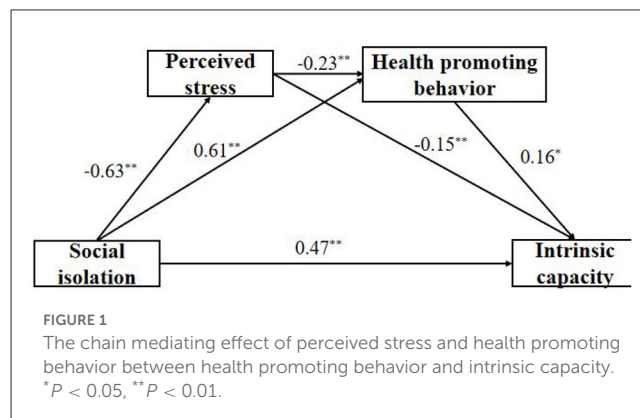 Perceived
stress
-0.23**
Health promoting
behavior
-0.63**
0.61**
-0.15**
0.16*
Social
isolation
0.47**
Intrinsic
capacity
FIGURE 1
The chain mediating effect of perceived stress and health promoting
behavior between health promoting behavior and intrinsic capacity.
*P < 0.05, **P < 0.01.